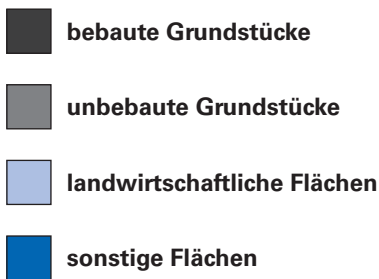 bebaute Grundstücke
unbebaute Grundstücke
landwirtschaftliche Flächen
sonstige Flächen